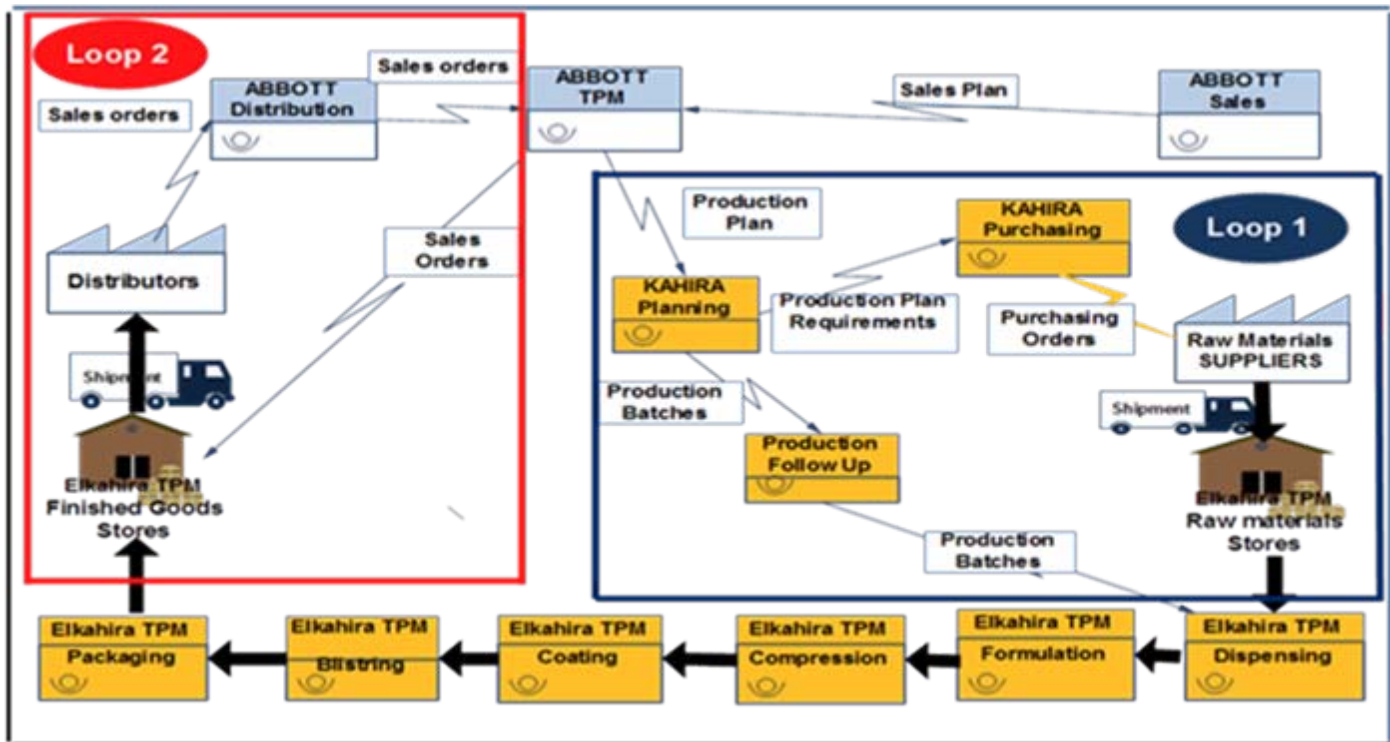 Loop 2
Sales orders
ABBOTT
TPM
ABBOTT
Sales
Sales Plan
ABBOTT
Distribution
Sales orders
Production
Plan
KAHIRA
Purchasing
Loop 1
Sales
Orders
Distributors
KAHIRA
Planning
Production Plan
Requirements
Purchasing
Orders
Raw Materials
SUPPLIERS
Shipment
Production
Batches
Shipment
Production
Follow Up
Elkahira TPM
Finished Goods
Stores
Elkahira TPM
Raw materials
Stores
Production
Batches
Elkahira TPM
Packaging
Elkahira TPM
Blistring
Elkahira TPM
Coating
Elkahira TPM
Compression
Elkahira TPM
Formulation
Elkahira TPM
Dispensing